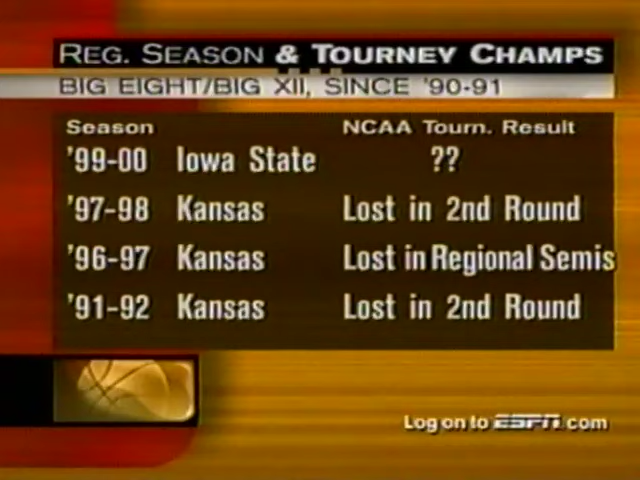 REG. SEASON & TOURNEY CHAMPS
BIG EIGHT/BIG XII, SINCE '90-91
Season NCAA Tourn. Result
'99-00 Iowa State ??
'97-98 Kansas Lost in 2nd Round
'96-97 Kansas Lost in Regional Semis
'91-92 Kansas Lost in 2nd Round
Log on to ESPN.com